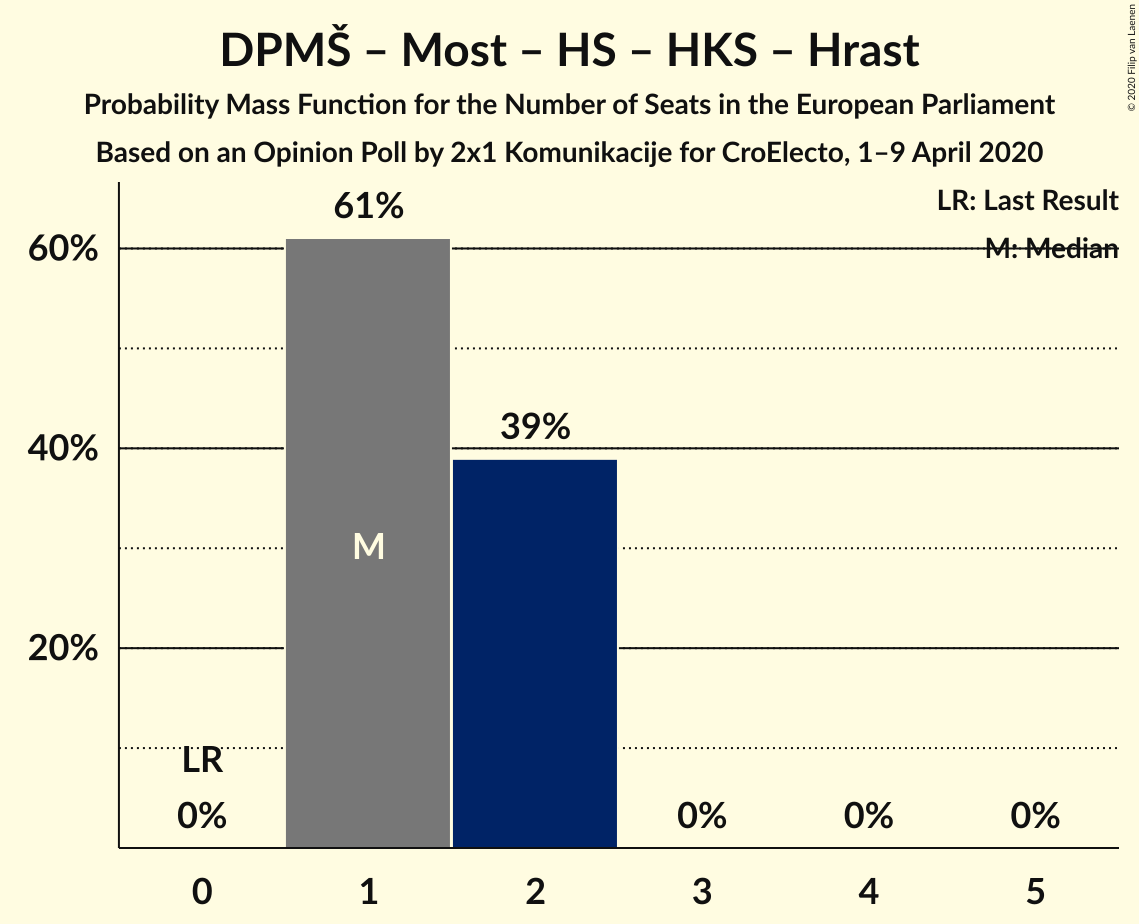 DPMŠ – Most – HS – HKS – Hrast
Probability Mass Function for the Number of Seats in the European Parliament
Based on an Opinion Poll by 2x1 Komunikacije for CroElecto, 1–9 April 2020
© 2020 Filip van Laenen
LR: Last Result
M: Median
61%
60%
39%
40%
M
20%
LR
0%
0%
0%
0%
0
1
2
3
4
5